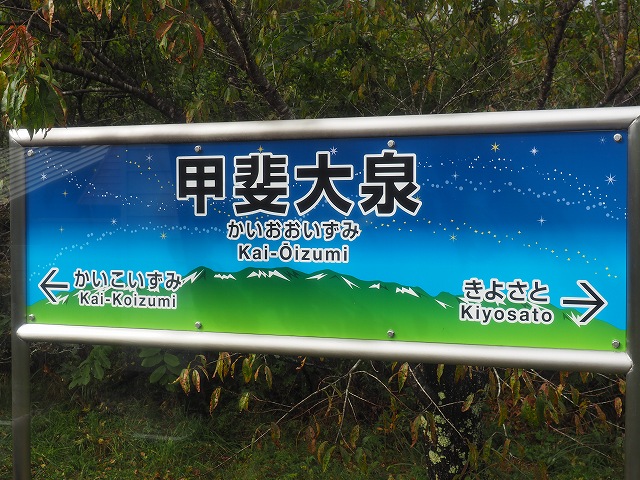 甲斐大泉
かいおおいずみ
Kai-Ōizumi
← かいこいずみ
Kai-Koizumi
きよさと →
Kiyosato